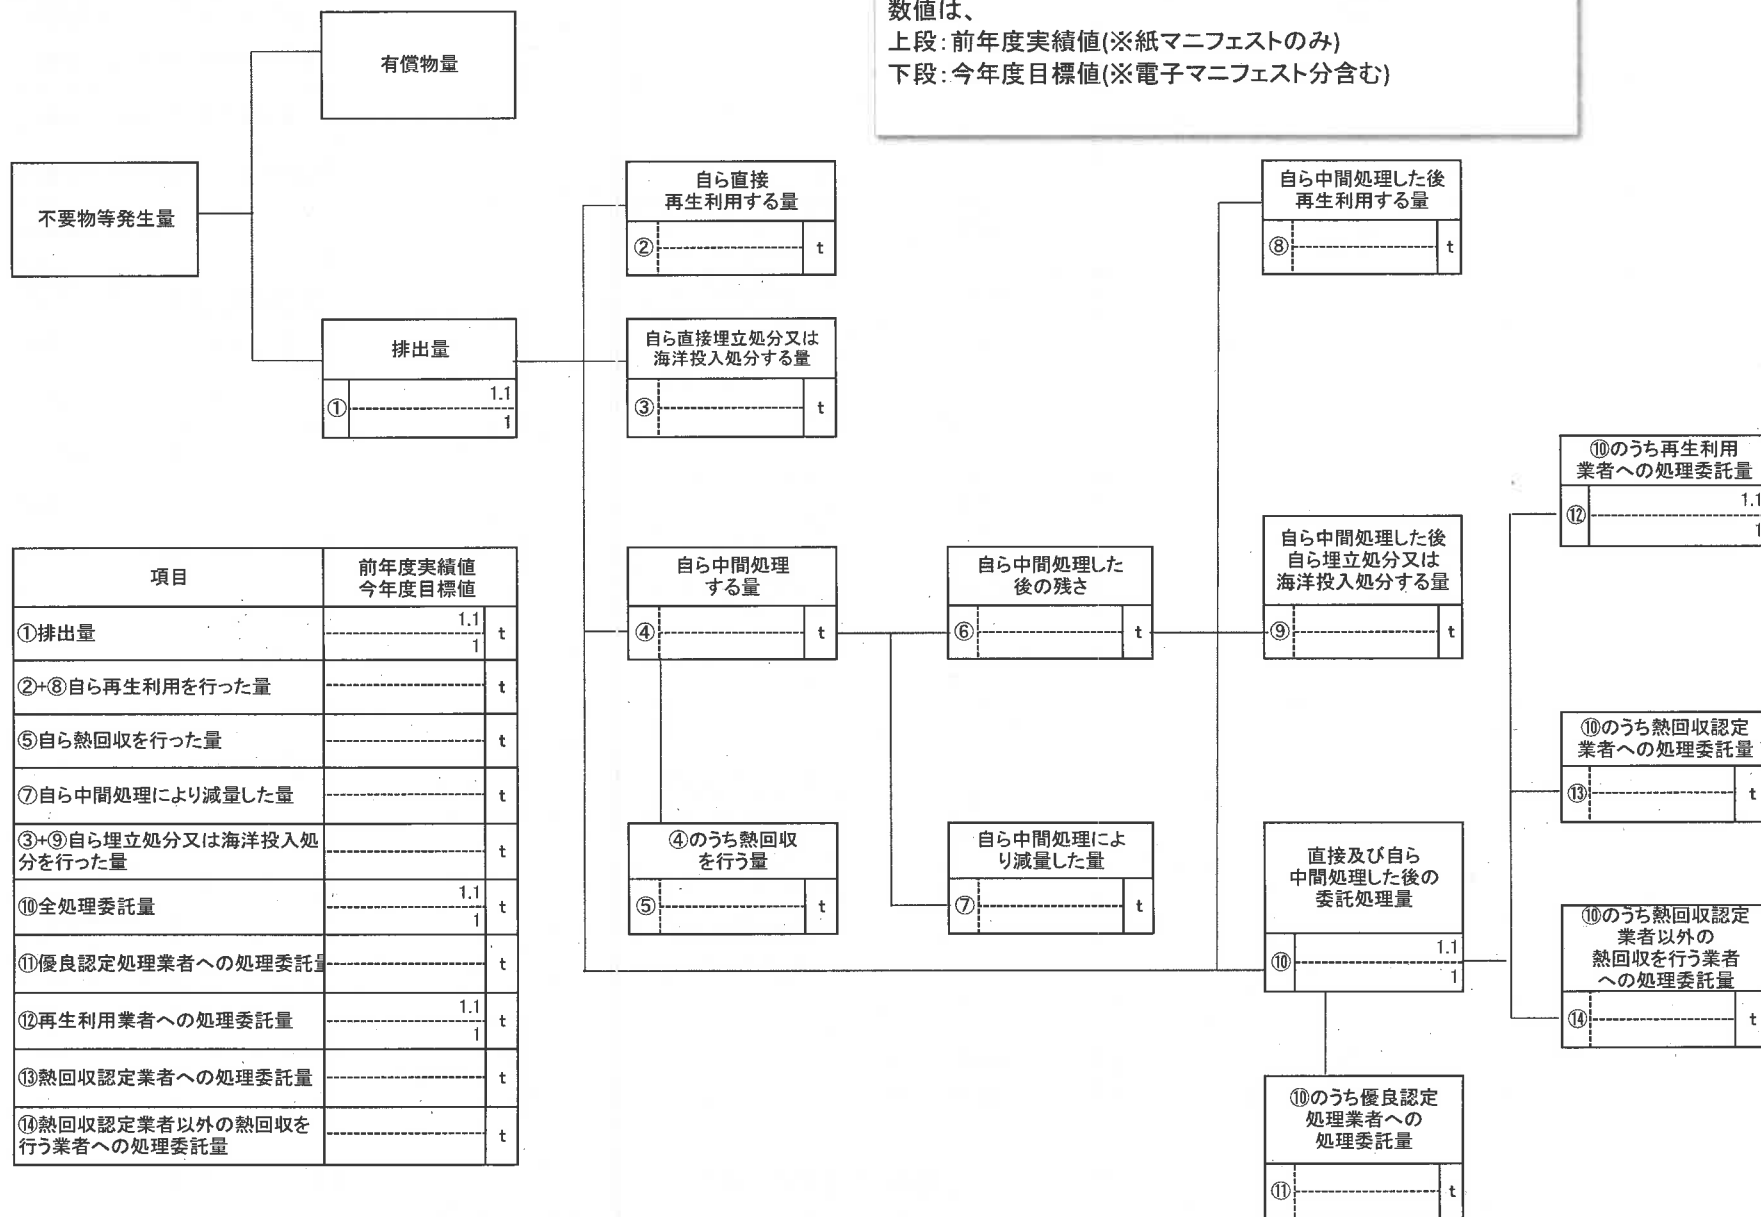 数値は、
上段：前年度実績値(※紙マニフェストのみ)
下段：今年度目標値(※電子マニフェスト分含む)
有償物量
不要物等発生量
排出量
①
1.1
1
自ら直接
再生利用する量
②
t
自ら直接埋立処分又は
海洋投入処分する量
③
t
自ら中間処理
する量
④
t
④のうち熱回収
を行う量
⑤
t
自ら中間処理した
後の残さ
⑥
t
自ら中間処理によ
り減量した量
⑦
t
自ら中間処理した後
再生利用する量
⑧
t
自ら中間処理した後
自ら埋立処分又は
海洋投入処分する量
⑨
t
直接及び自ら
中間処理した後の
委託処理量
⑩
1.1
1
⑩のうち優良認定
処理業者への
処理委託量
⑪
t
⑩のうち再生利用
業者への処理委託量
⑫
1.1
1
⑩のうち熱回収認定
業者への処理委託量
⑬
t
⑩のうち熱回収認定
業者以外の
熱回収を行う業者
への処理委託量
⑭
t
項目
前年度実績値
今年度目標値
①排出量
1.1
1
t
②+⑧自ら再生利用を行った量
t
⑤自ら熱回収を行った量
t
⑦自ら中間処理により減量した量
t
③+⑨自ら埋立処分又は海洋投入処
分を行った量
t
⑩全処理委託量
1.1
1
t
⑪優良認定処理業者への処理委託量
t
⑫再生利用業者への処理委託量
1.1
1
t
⑬熱回収認定業者への処理委託量
t
⑭熱回収認定業者以外の熱回収を
行う業者への処理委託量
t